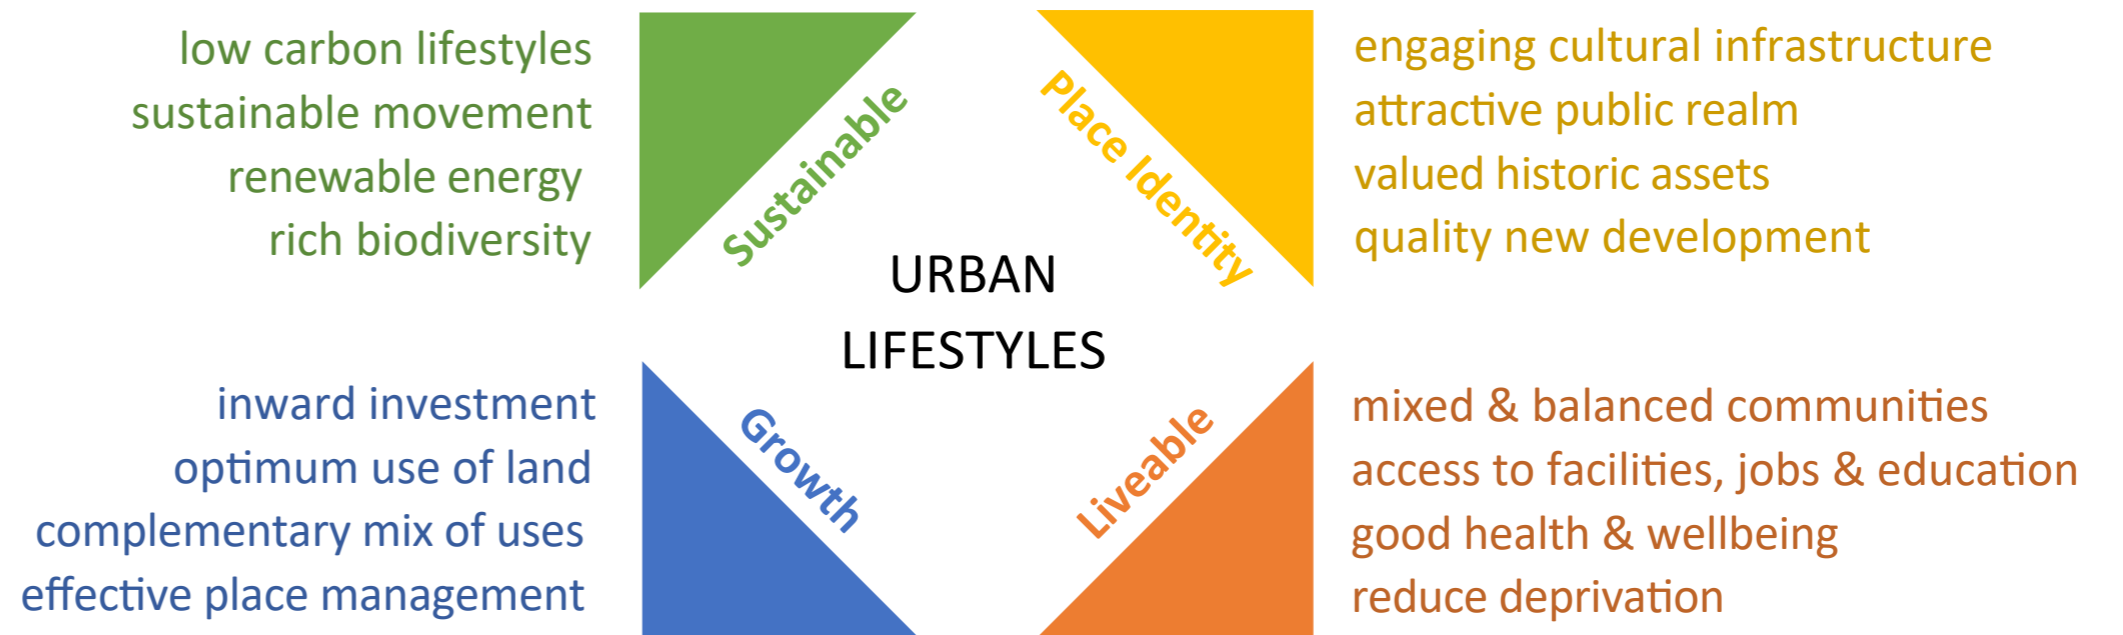 low carbon lifestyles
sustainable movement
renewable energy
rich biodiversity
Sustainable
Place Identity
engaging cultural infrastructure
attractive public realm
valued historic assets
quality new development
URBAN
LIFESTYLES
inward investment
optimum use of land
complementary mix of uses
effective place management
Growth
Liveable
mixed & balanced communities
access to facilities, jobs & education
good health & wellbeing
reduce deprivation